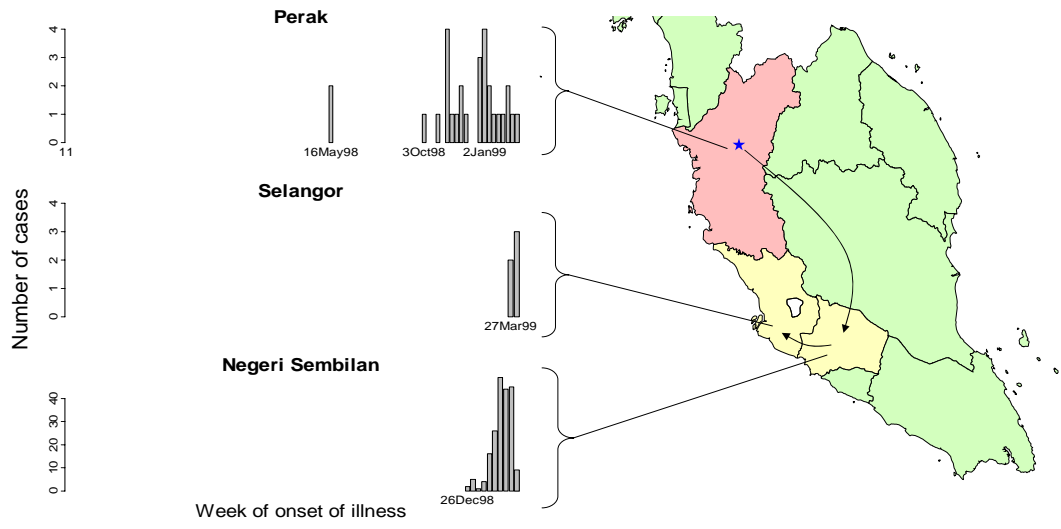 Perak
4
3
2
1
0
11
16May98
3Oct98
2Jan99
Selangor
4
3
2
1
0
27Mar99
Number of cases
Negeri Sembilan
40
30
20
10
0
26Dec98
Week of onset of illness